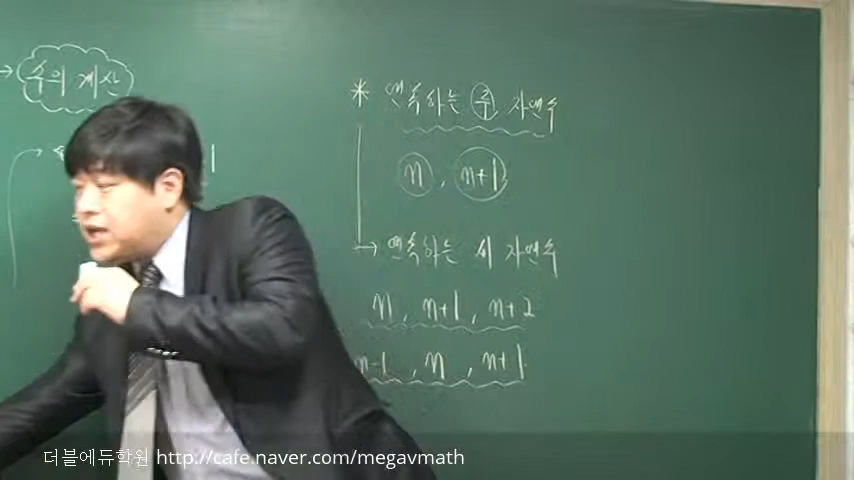 → 수의 계산
* 연속하는 두 자연수
n, n+1
→ 연속하는 세 자연수
n, n+1, n+2
n-1, n, n+1
더블에듀학원 http://cafe.naver.com/megavmath